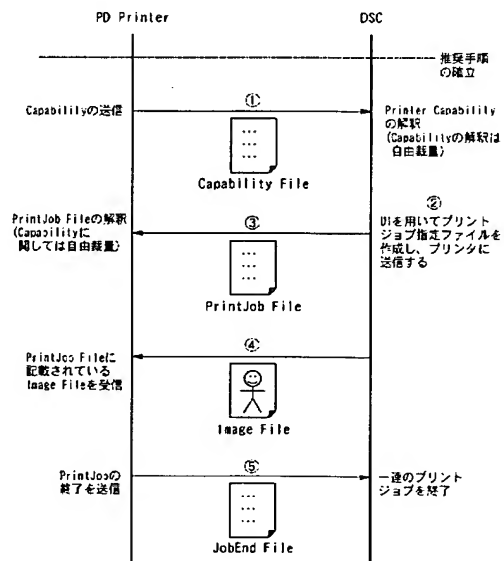 PD Printer
DSC
推奨手順
の確立
Capabilityの送信
①
Printer Capability
の解釈
(Capabilityの解釈は
自由裁量)
Capability File
PrintJob Fileの解釈
(Capabilityに
関しては自由裁量)
③
②
UIを用いてプリント
ジョブ指定ファイルを
作成し、プリンタに
送信する
PrintJob File
PrintJob Fileに
記載されている
Image Fileを受信
④
Image File
PrintJobの
終了を送信
⑤
一連のプリント
ジョブを終了
JobEnd File